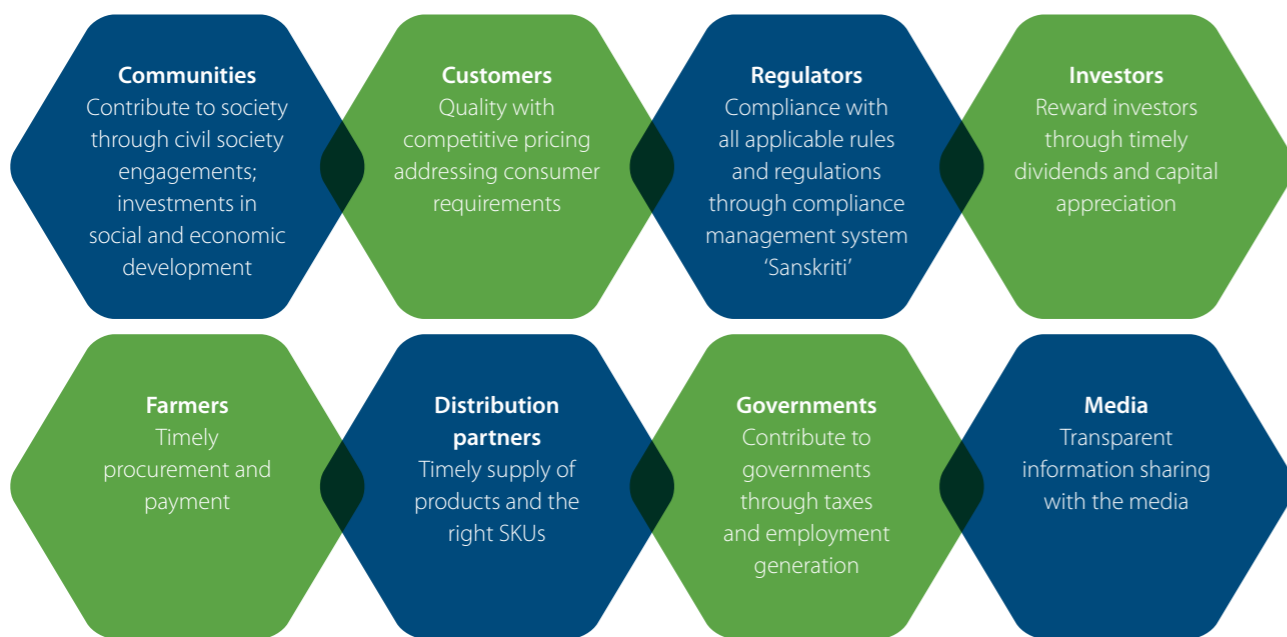 Communities
Contribute to society
through civil society
engagements;
investments in
social and economic
development
Customers
Quality with
competitive pricing
addressing consumer
requirements
Regulators
Compliance with
all applicable rules
and regulations
through compliance
management system
‘Sanskriti’
Investors
Reward investors
through timely
dividends and capital
appreciation
Farmers
Timely
procurement and
payment
Distribution
partners
Timely supply of
products and the
right SKUs
Governments
Contribute to
governments
through taxes
and employment
generation
Media
Transparent
information sharing
with the media